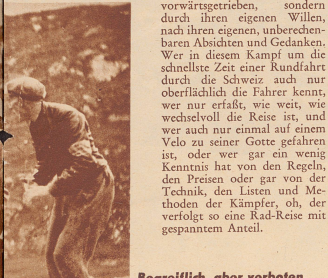 vorwärtsgetrieben, sondern
durch ihren eigenen Willen,
nach ihren eigenen, unberechen-
baren Absichten und Gedanken.
Wer in diesem Kampf um die
schnellste Zeit einer Rundfahrt
durch die Schweiz auch nur
oberflächlich die Fahrer kennt,
wer nur erfaßt, wie weit, wie
wechselvoll die Reise ist, und
wer auch nur einmal auf einem
Velo zu seiner Gotte gefahren
ist, oder wer gar ein wenig
Kenntnis hat von den Regeln,
den Preisen oder gar von der
Technik, den Listen und Me-
thoden der Kämpfer, oh, der
verfolgt so eine Rad-Reise mit
gespanntem Anteil.
Begreiflich, aber verboten